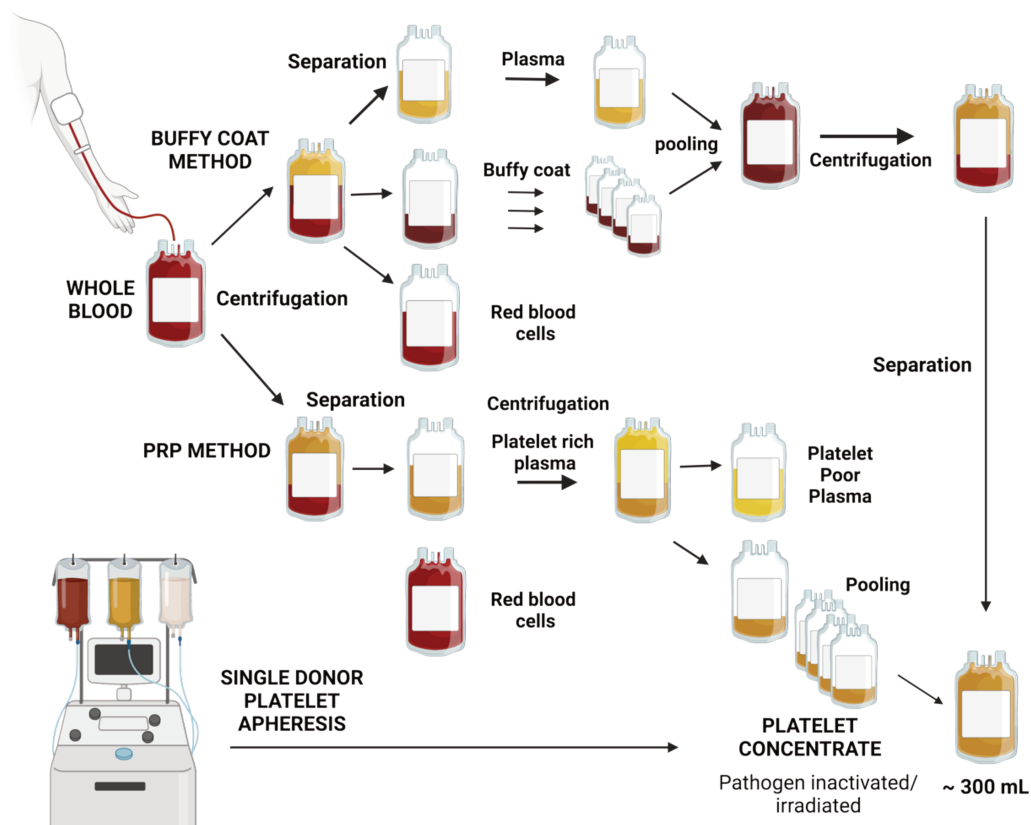 Separation
Plasma
BUFFY COAT
METHOD
pooling
Centrifugation
Buffy coat
WHOLE
BLOOD
Centrifugation
Red blood
cells
Separation
Separation
Centrifugation
PRP METHOD
Platelet rich
plasma
Platelet
Poor
Plasma
Pooling
Red blood
cells
SINGLE DONOR
PLATELET
APHERESIS
PLATELET
CONCENTRATE
Pathogen inactivated/
irradiated
~ 300 mL